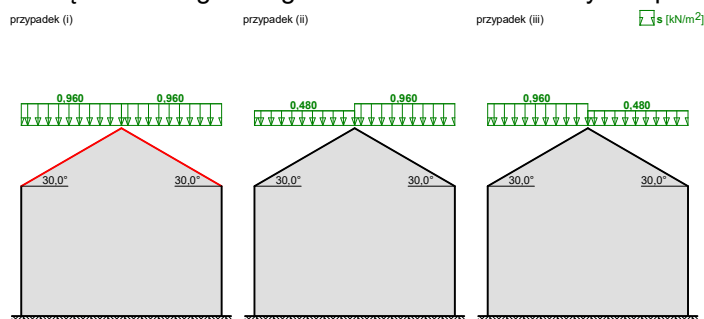 przypadek (i)
przypadek (ii)
przypadek (iii)
s [kN/m²]
0,960 0,960
0,480 0,960
0,960 0,480
30,0° 30,0°
30,0° 30,0°
30,0° 30,0°